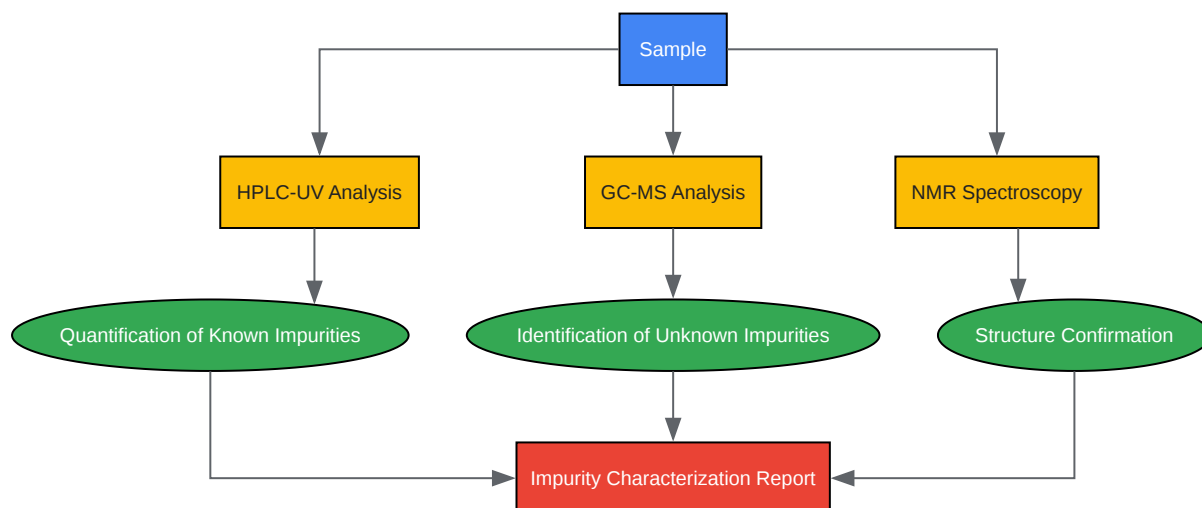 Sample
HPLC-UV Analysis
GC-MS Analysis
NMR Spectroscopy
Quantification of Known Impurities
Identification of Unknown Impurities
Structure Confirmation
Impurity Characterization Report